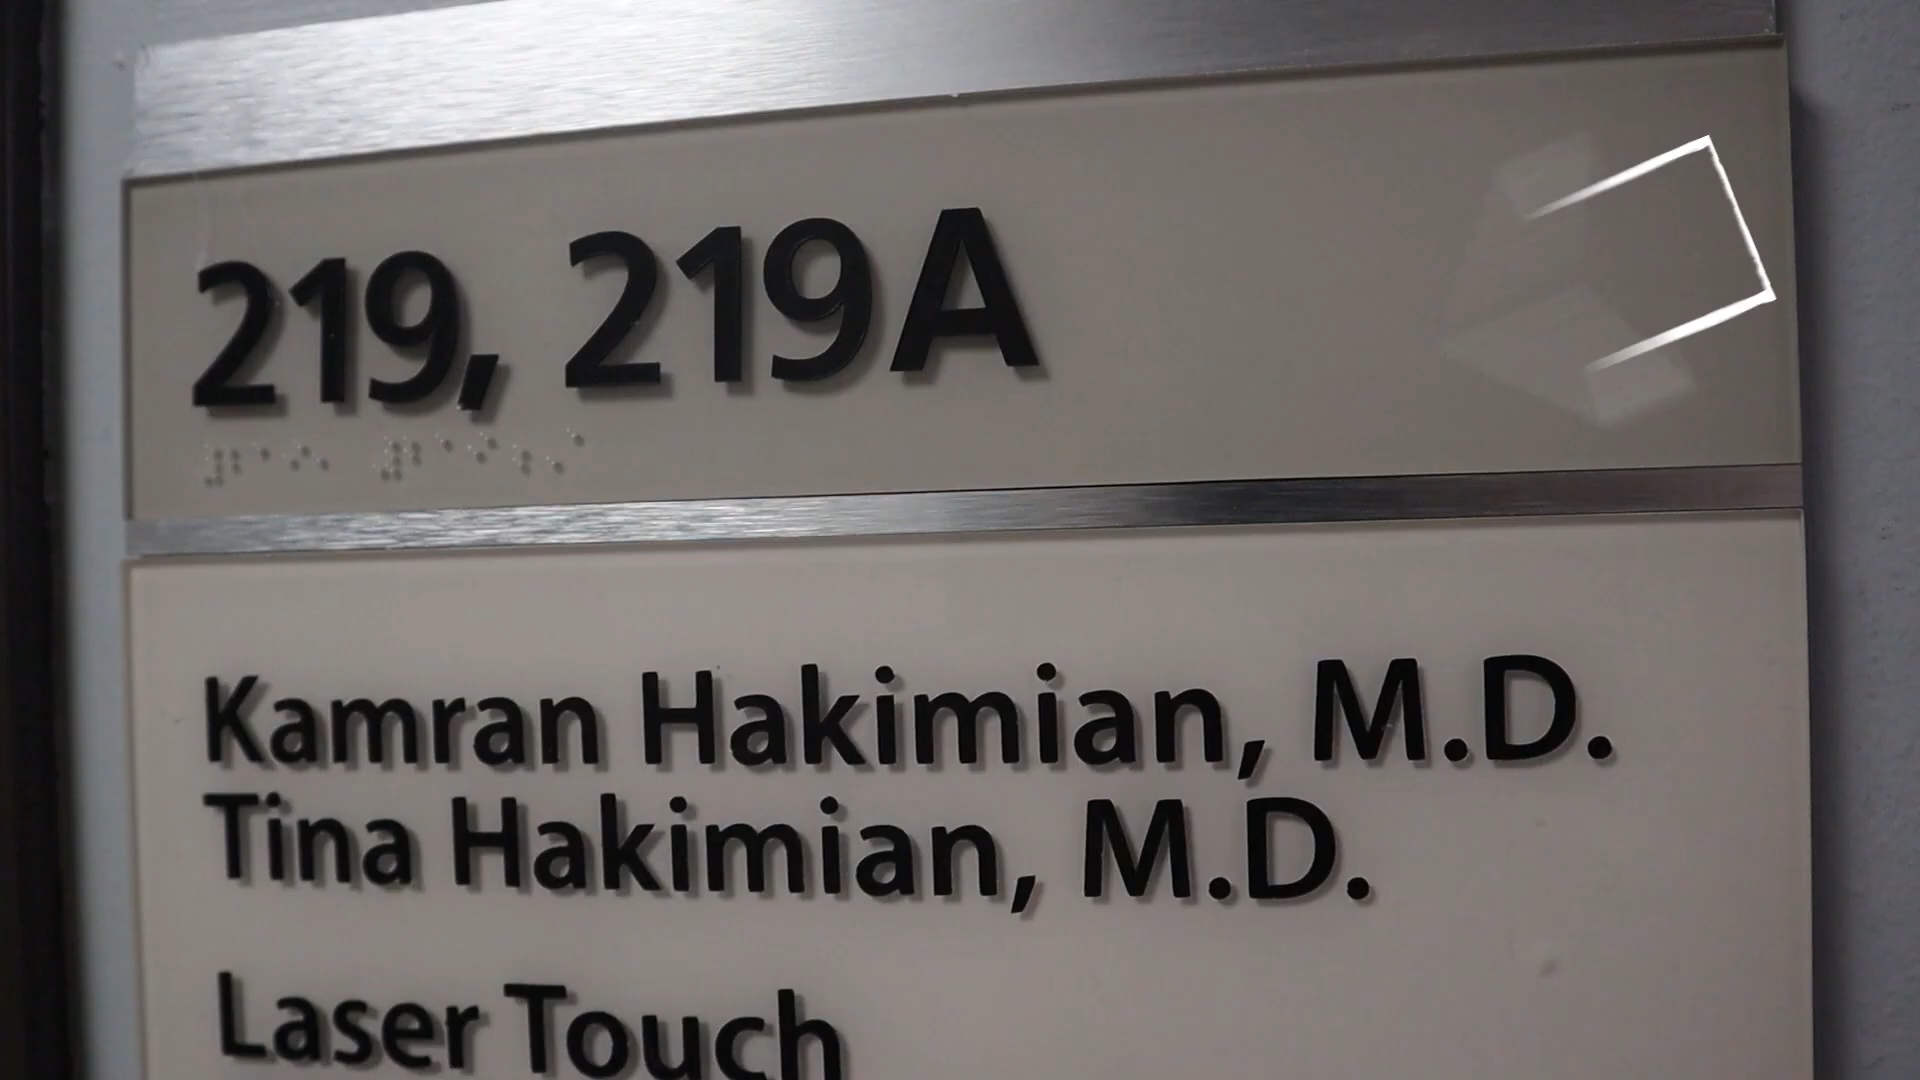 219, 219A
Kamran Hakimian, M.D.
Tina Hakimian, M.D.
Laser Touch